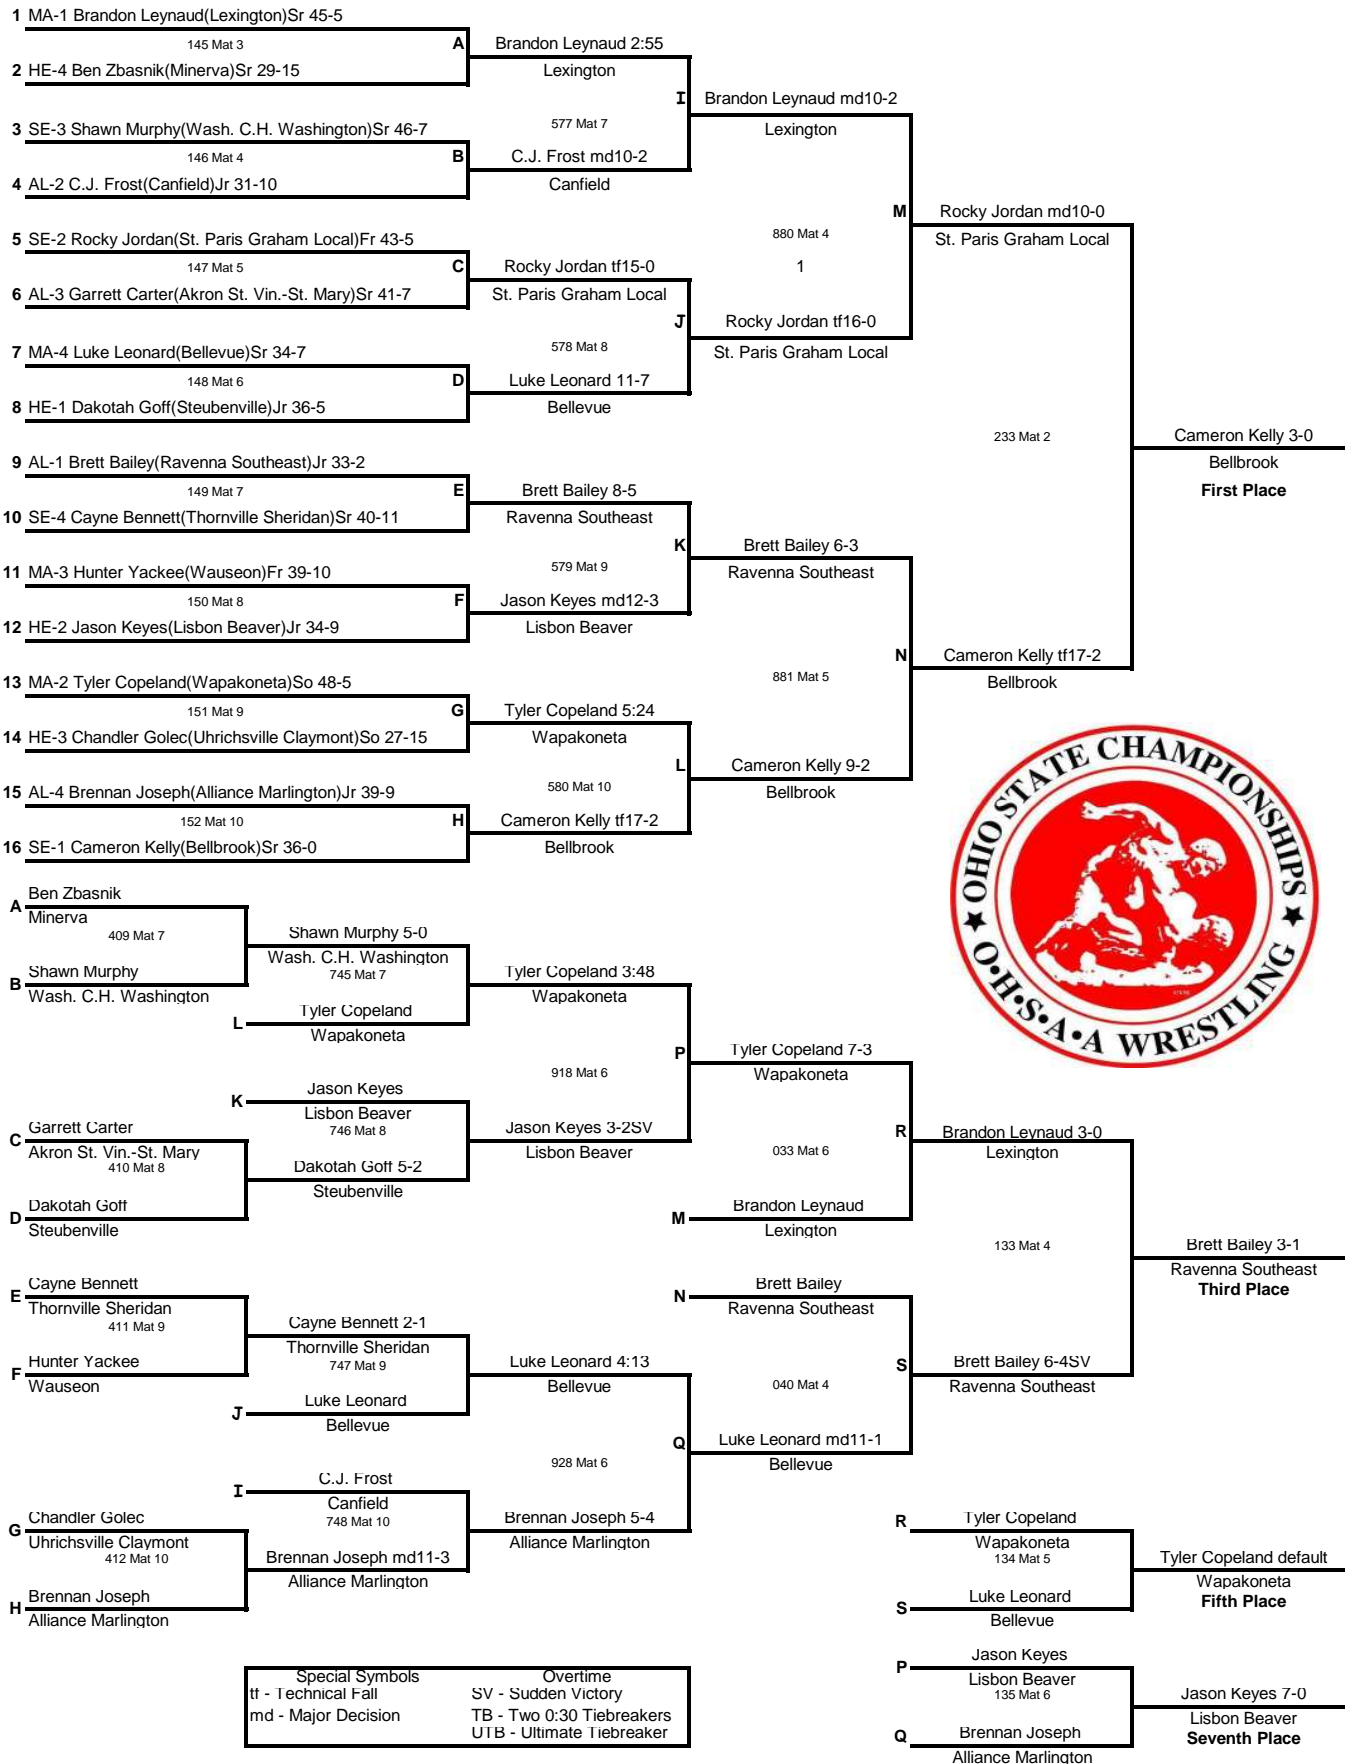 1 MA-1 Brandon Leynaud(Lexington)Sr 45-5
145 Mat 3
A
2 HE-4 Ben Zbasnik(Minerva)Sr 29-15
Brandon Leynaud 2:55
Lexington
3 SE-3 Shawn Murphy(Wash. C.H. Washington)Sr 46-7
146 Mat 4
B
4 AL-2 C.J. Frost(Canfield)Jr 31-10
C.J. Frost md10-2
Canfield
I
577 Mat 7
Brandon Leynaud md10-2
Lexington
5 SE-2 Rocky Jordan(St. Paris Graham Local)Fr 43-5
147 Mat 5
C
6 AL-3 Garrett Carter(Akron St. Vin.-St. Mary)Sr 41-7
Rocky Jordan tf15-0
St. Paris Graham Local
7 MA-4 Luke Leonard(Bellevue)Sr 34-7
148 Mat 6
D
8 HE-1 Dakotah Goff(Steubenville)Jr 36-5
Luke Leonard 11-7
Bellevue
J
578 Mat 8
Rocky Jordan tf16-0
St. Paris Graham Local
M
880 Mat 4
1
Rocky Jordan md10-0
St. Paris Graham Local
9 AL-1 Brett Bailey(Ravenna Southeast)Jr 33-2
149 Mat 7
E
10 SE-4 Cayne Bennett(Thornville Sheridan)Sr 40-11
Brett Bailey 8-5
Ravenna Southeast
11 MA-3 Hunter Yackee(Wauseon)Fr 39-10
150 Mat 8
F
12 HE-2 Jason Keyes(Lisbon Beaver)Jr 34-9
Jason Keyes md12-3
Lisbon Beaver
K
579 Mat 9
Brett Bailey 6-3
Ravenna Southeast
13 MA-2 Tyler Copeland(Wapakoneta)So 48-5
151 Mat 9
G
14 HE-3 Chandler Golec(Uhrichsville Claymont)So 27-15
Tyler Copeland 5:24
Wapakoneta
15 AL-4 Brennan Joseph(Alliance Marlington)Jr 39-9
152 Mat 10
H
16 SE-1 Cameron Kelly(Bellbrook)Sr 36-0
Cameron Kelly tf17-2
Bellbrook
L
580 Mat 10
Cameron Kelly 9-2
Bellbrook
N
881 Mat 5
Cameron Kelly tf17-2
Bellbrook
233 Mat 2
Cameron Kelly 3-0
Bellbrook
First Place
OHIO STATE CHAMPIONSHIPS
O•H•S•A•A WRESTLING
A Ben Zbasnik
Minerva
409 Mat 7
B Shawn Murphy
Wash. C.H. Washington
Shawn Murphy 5-0
Wash. C.H. Washington
745 Mat 7
L Tyler Copeland
Wapakoneta
Tyler Copeland 3:48
Wapakoneta
K Jason Keyes
Lisbon Beaver
746 Mat 8
C Garrett Carter
Akron St. Vin.-St. Mary
410 Mat 8
D Dakotah Goff
Steubenville
Dakotah Goff 5-2
Steubenville
Jason Keyes 3-2SV
Lisbon Beaver
P
918 Mat 6
Tyler Copeland 7-3
Wapakoneta
033 Mat 6
M Brandon Leynaud
Lexington
R
Brandon Leynaud 3-0
Lexington
E Cayne Bennett
Thornville Sheridan
411 Mat 9
F Hunter Yackee
Wauseon
Cayne Bennett 2-1
Thornville Sheridan
747 Mat 9
J Luke Leonard
Bellevue
Luke Leonard 4:13
Bellevue
I C.J. Frost
Canfield
748 Mat 10
G Chandler Golec
Uhrichsville Claymont
412 Mat 10
H Brennan Joseph
Alliance Marlington
Brennan Joseph md11-3
Alliance Marlington
Brennan Joseph 5-4
Alliance Marlington
Q
928 Mat 6
N Brett Bailey
Ravenna Southeast
040 Mat 4
Luke Leonard md11-1
Bellevue
S
Brett Bailey 6-4SV
Ravenna Southeast
133 Mat 4
Brett Bailey 3-1
Ravenna Southeast
Third Place
R Tyler Copeland
Wapakoneta
134 Mat 5
S Luke Leonard
Bellevue
Tyler Copeland default
Wapakoneta
Fifth Place
P Jason Keyes
Lisbon Beaver
135 Mat 6
Q Brennan Joseph
Alliance Marlington
Jason Keyes 7-0
Lisbon Beaver
Seventh Place
Special Symbols Overtime
tf - Technical Fall SV - Sudden Victory
md - Major Decision TB - Two 0:30 Tiebreakers
UTB - Ultimate Tiebreaker